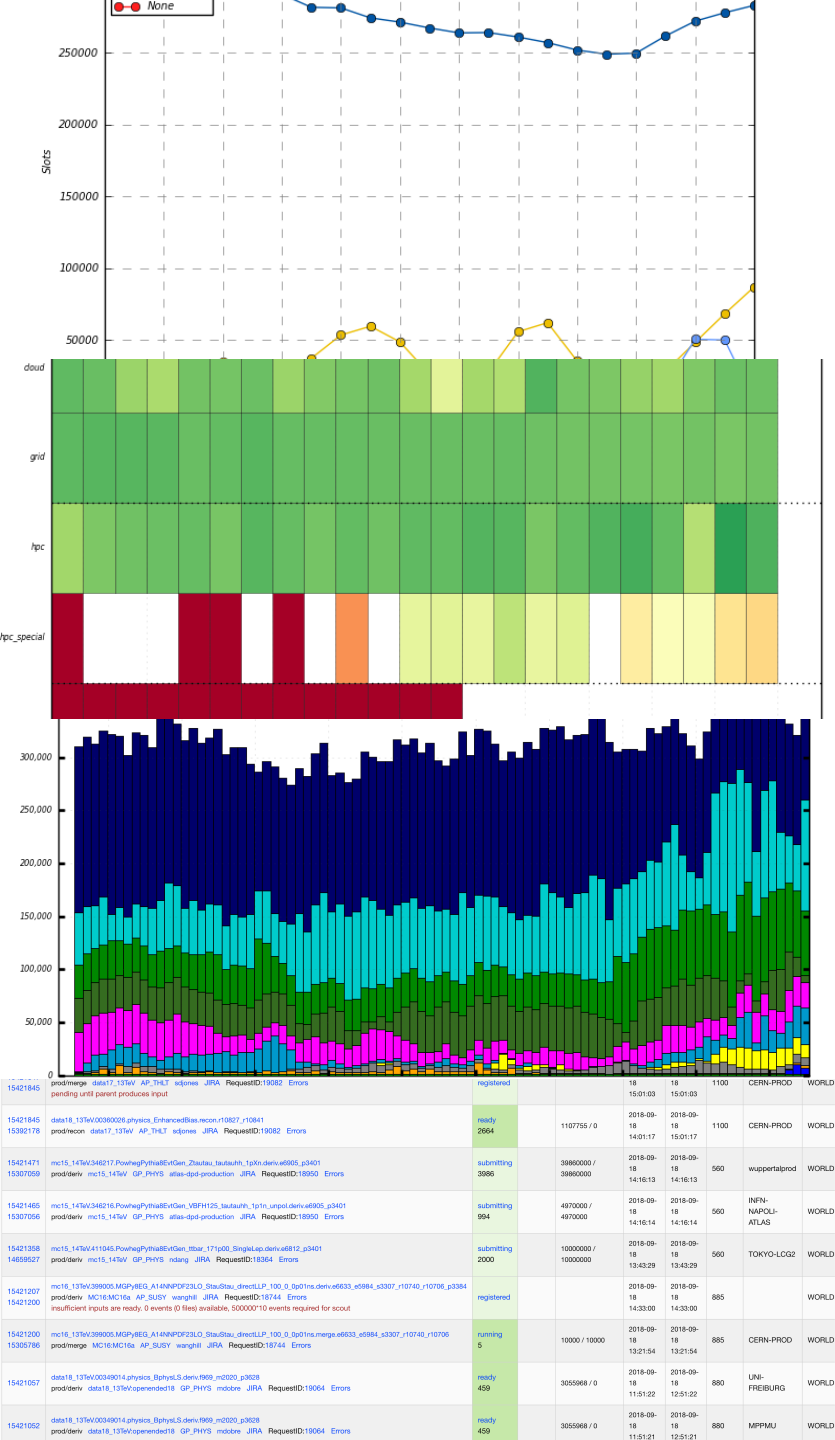 None
250000
200000
150000
100000
50000
Slots
cloud
grid
hpc
hpc_special
300,000
250,000
200,000
150,000
100,000
50,000
0
15421845
prod/merge data17_13TeV AP_THLT sdjones JIRA RequestID:19082 Errors
pending until parent produces input
registered
18 15:01:03
18 15:01:03
1100
CERN-PROD
WORLD
15421845
15392178
data18_13TeV.00360026.physics_EnhancedBias.recon.r10827_r10841
prod/recon data17_13TeV AP_THLT sdjones JIRA RequestID:19082 Errors
ready
2664
1107755 / 0
2018-09-
18
14:01:17
2018-09-
18
15:01:17
1100
CERN-PROD
WORLD
15421471
15307059
mc15_14TeV.346217.PowhegPythia8EvtGen_Ztautau_tautauhh_1pXn.deriv.e6905_p3401
prod/deriv mc15_14TeV GP_PHYS atlas-dpd-production JIRA RequestID:18950 Errors
submitting
3986
39860000 /
39860000
2018-09-
18
14:16:13
2018-09-
18
14:16:13
560
wuppertalprod
WORLD
15421465
15307056
mc15_14TeV.346216.PowhegPythia8EvtGen_VBFH125_tautauhh_1p1n_unpol.deriv.e6905_p3401
prod/deriv mc15_14TeV GP_PHYS atlas-dpd-production JIRA RequestID:18950 Errors
submitting
994
4970000 /
4970000
2018-09-
18
14:16:14
2018-09-
18
14:16:14
560
INFN-
NAPOLI-
ATLAS
WORLD
15421358
14659527
mc15_14TeV.411045.PowhegPythia8EvtGen_ttbar_171p00_SingleLep.deriv.e6812_p3401
prod/deriv mc15_14TeV GP_PHYS ndang JIRA RequestID:18364 Errors
submitting
2000
10000000 /
10000000
2018-09-
18
13:43:29
2018-09-
18
13:43:29
560
TOKYO-LCG2
WORLD
15421207
15421200
mc16_13TeV.399005.MGPy8EG_A14NNPDF23LO_StauStau_directLLP_100_0_0p01ns.deriv.e6633_e5984_s3307_r10740_r10706_p3384
prod/deriv MC16:MC16a AP_SUSY wanghill JIRA RequestID:18744 Errors
insufficient inputs are ready. 0 events (0 files) available, 500000*10 events required for scout
registered
2018-09-
18
14:33:00
2018-09-
18
14:33:00
885
WORLD
15421200
15305786
mc16_13TeV.399005.MGPy8EG_A14NNPDF23LO_StauStau_directLLP_100_0_0p01ns.merge.e6633_e5984_s3307_r10740_r10706
prod/merge MC16:MC16a AP_SUSY wanghill JIRA RequestID:18744 Errors
running
5
10000 / 10000
2018-09-
18
13:21:54
2018-09-
18
13:21:54
885
CERN-PROD
WORLD
15421057
data18_13TeV.00349014.physics_BphysLS.deriv.f969_m2020_p3628
prod/deriv data18_13TeV:openended18 GP_PHYS mdobre JIRA RequestID:19064 Errors
ready
459
3055968 / 0
2018-09-
18
11:51:22
2018-09-
18
12:51:22
880
UNI-
FREIBURG
WORLD
15421052
data18_13TeV.00349014.physics_BphysLS.deriv.f969_m2020_p3628
prod/deriv data18_13TeV:openended18 GP_PHYS mdobre JIRA RequestID:19064 Errors
ready
459
3055968 / 0
2018-09-
18
11:51:21
2018-09-
18
12:51:21
880
MPPMU
WORLD